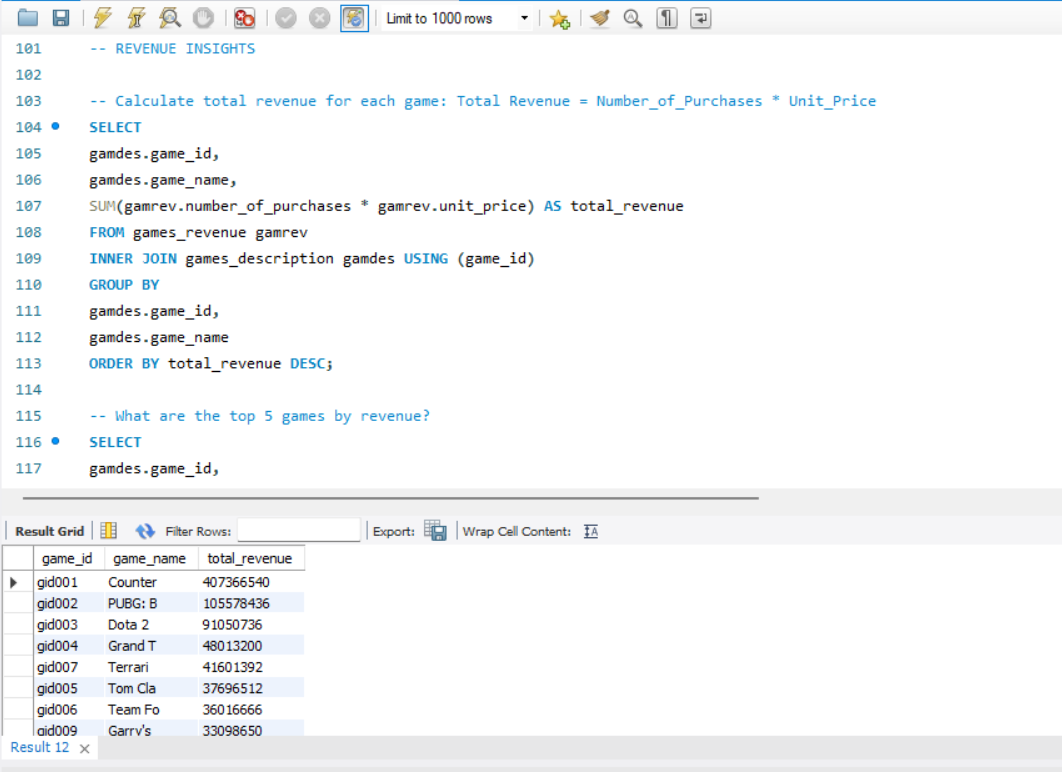 Limit to 1000 rows
101 -- REVENUE INSIGHTS
102
103 -- Calculate total revenue for each game: Total Revenue = Number_of_Purchases * Unit_Price
104 SELECT
105 gamdes.game_id,
106 gamdes.game_name,
107 SUM(gamrev.number_of_purchases * gamrev.unit_price) AS total_revenue
108 FROM games_revenue gamrev
109 INNER JOIN games_description gamdes USING (game_id)
110 GROUP BY
111 gamdes.game_id,
112 gamdes.game_name
113 ORDER BY total_revenue DESC;
114
115 -- What are the top 5 games by revenue?
116 SELECT
117 gamdes.game_id,
Result Grid Filter Rows: Export: Wrap Cell Content:
game_id game_name total_revenue
gid001 Counter 407366540
gid002 PUBG: B 105578436
gid003 Dota 2 91050736
gid004 Grand T 48013200
gid007 Terrari 41601392
gid005 Tom Cla 37696512
gid006 Team Fo 36016666
gid009 Garry's 33098650
Result 12